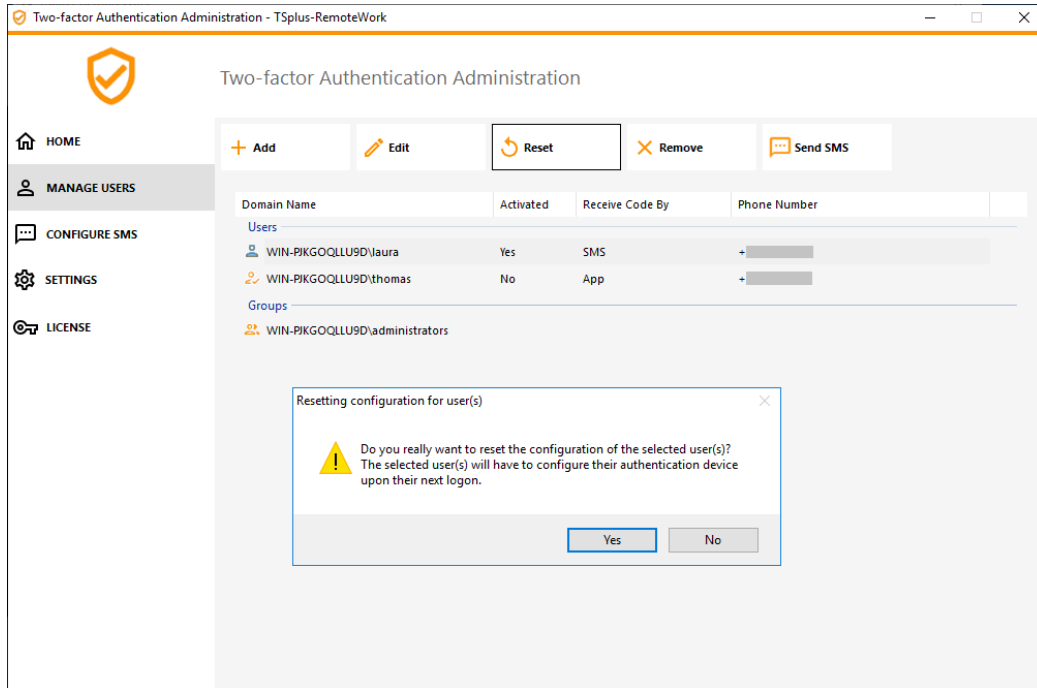 Two-factor Authentication Administration - TSplus-RemoteWork
Two-factor Authentication Administration
HOME
MANAGE USERS
CONFIGURE SMS
SETTINGS
LICENSE
Add Edit Reset Remove Send SMS
Domain Name Activated Receive Code By Phone Number
Users
WIN-PJKGOQLLU9D\laura Yes SMS +
WIN-PJKGOQLLU9D\thomas No App +
Groups
WIN-PJKGOQLLU9D\administrators
Resetting configuration for user(s)
Do you really want to reset the configuration of the selected user(s)?
The selected user(s) will have to configure their authentication device
upon their next logon.
Yes No